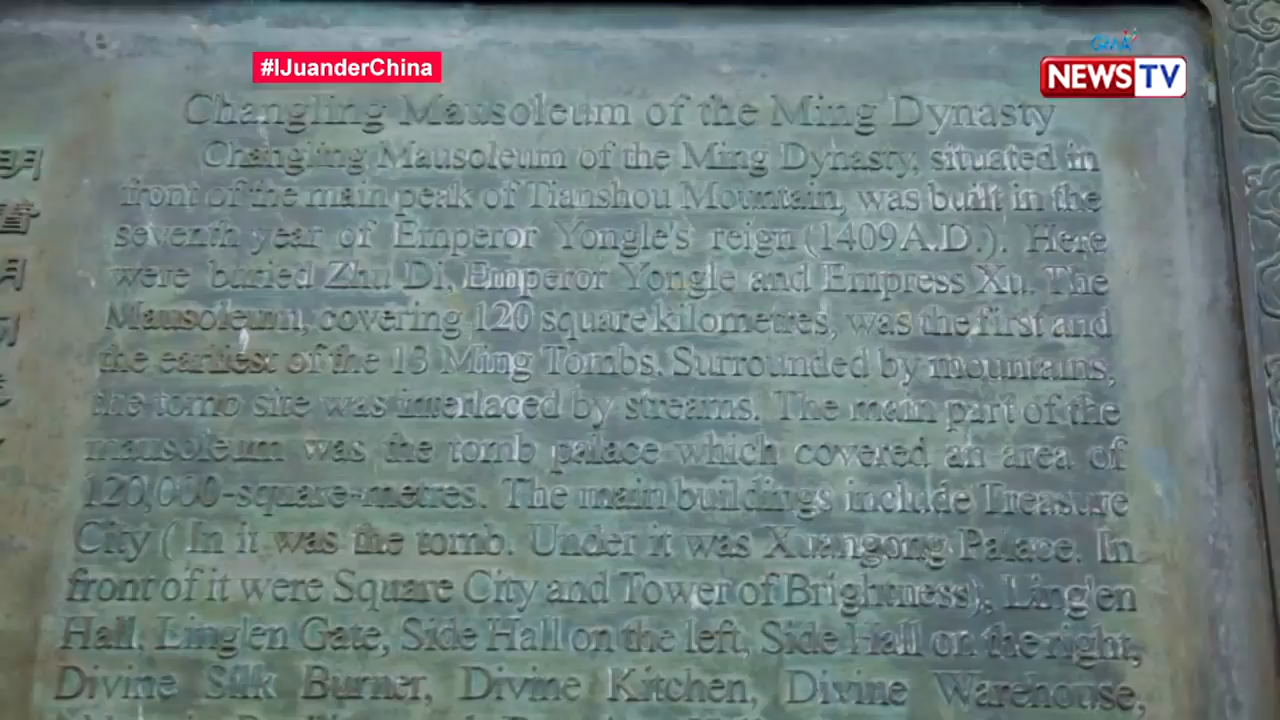 #IJuanderChina
GMA
NEWS TV
Changling Mausoleum of the Ming Dynasty
Changling Mausoleum of the Ming Dynasty, situated in
front of the main peak of Tianshou Mountain, was built in the
seventh year of Emperor Yongle's reign (1409 A.D.). Here
were buried Zhu Di, Emperor Yongle and Empress Xu. The
Mausoleum, covering 120 square kilometres, was the first and
the earliest of the 13 Ming Tombs. Surrounded by mountains,
the tomb site was interlaced by streams. The main part of the
mausoleum was the tomb palace which covered an area of
120,000-square-metres. The main buildings include Treasure
City ( In it was the tomb. Under it was Xuangong Palace. In
front of it were Square City and Tower of Brightness), Ling'en
Hall, Ling'en Gate, Side Hall on the left, Side Hall on the right,
Divine Silk Burner, Divine Kitchen, Divine Warehouse,
明
月